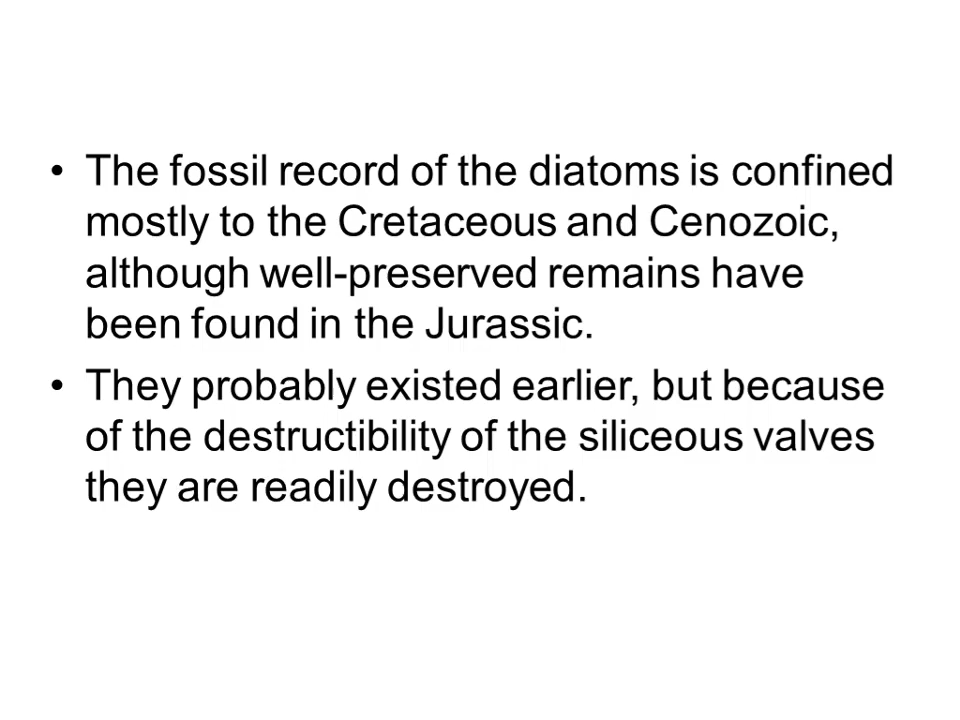 • The fossil record of the diatoms is confined
mostly to the Cretaceous and Cenozoic,
although well-preserved remains have
been found in the Jurassic.
• They probably existed earlier, but because
of the destructibility of the siliceous valves
they are readily destroyed.